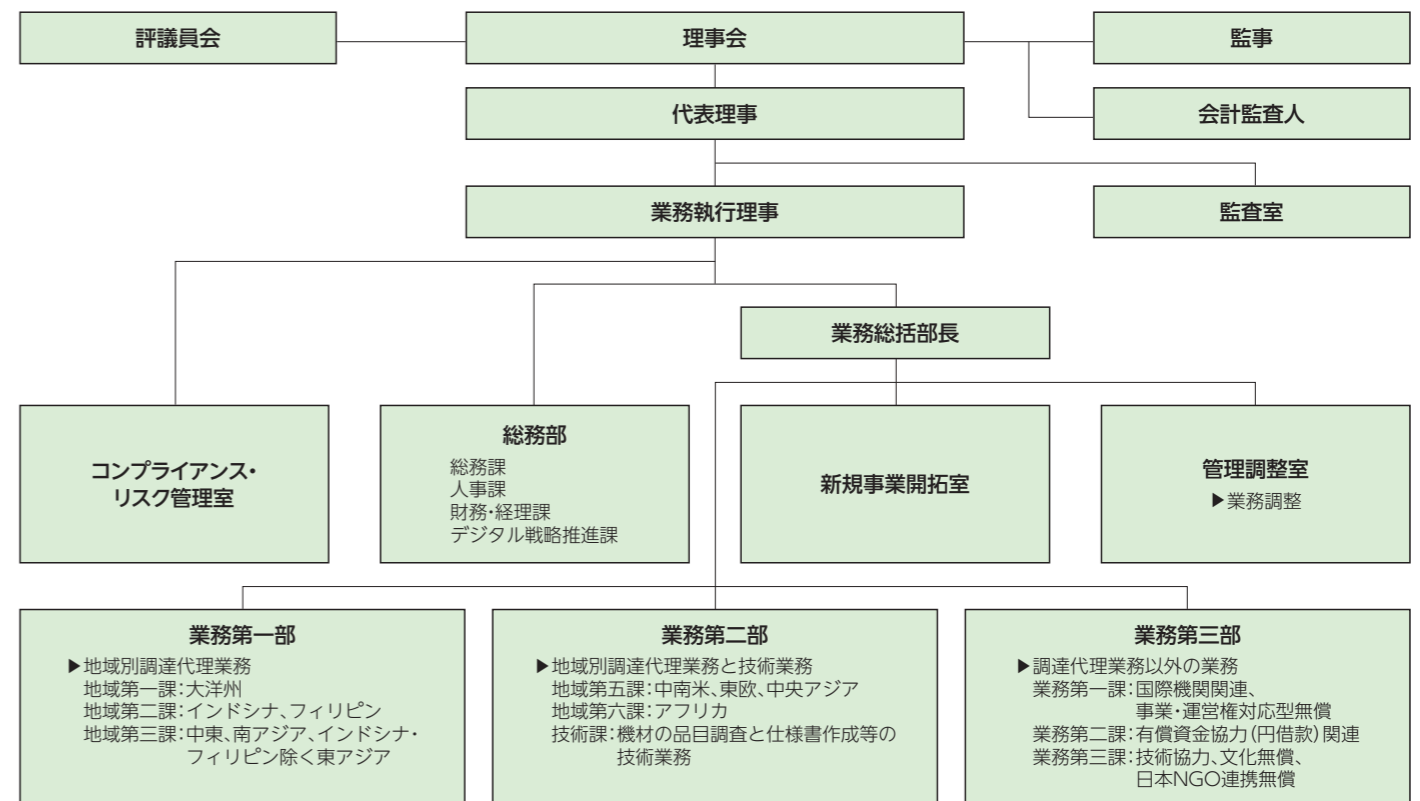 評議員会
理事会
監事
代表理事
会計監査人
業務執行理事
監査室
業務総括部長
コンプライアンス・
リスク管理室
総務部
総務課
人事課
財務・経理課
デジタル戦略推進課
新規事業開拓室
管理調整室
▶業務調整
業務第一部
▶地域別調達代理業務
地域第一課：大洋州
地域第二課：インドシナ、フィリピン
地域第三課：中東、南アジア、インドシナ・
フィリピン除く東アジア
業務第二部
▶地域別調達代理業務と技術業務
地域第五課：中南米、東欧、中央アジア
地域第六課：アフリカ
技術課：機材の品目調査と仕様書作成等の
技術業務
業務第三部
▶調達代理業務以外の業務
業務第一課：国際機関関連、
事業・運営権対応型無償
業務第二課：有償資金協力（円借款）関連
業務第三課：技術協力、文化無償、
日本NGO連携無償